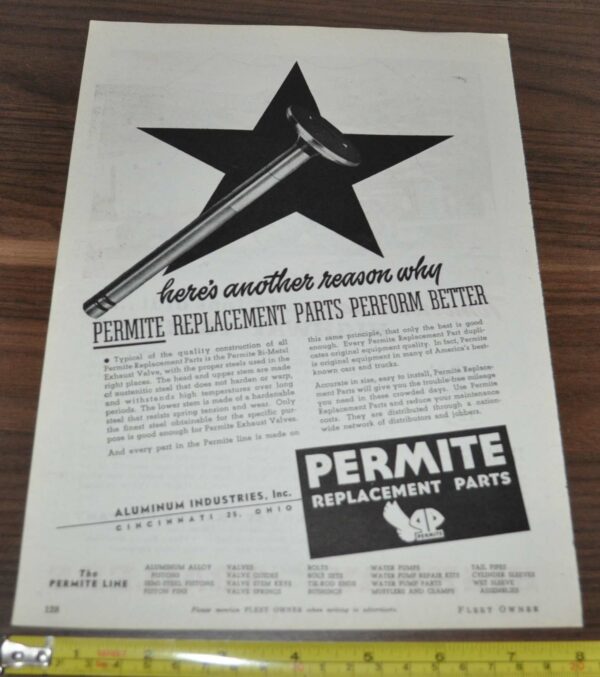 here's another reason why
PERMITE REPLACEMENT PARTS PERFORM BETTER
● Typical of the quality construction of all
Permite Replacement Parts is the Permite Bi-Metal
Exhaust Valve, with the proper steels used in the
right places. The head and upper stem are made
of austenitic steel that does not harden or warp,
and withstands high temperatures over long
periods. The lower stem is made of a hardenable
steel that resists spring tension and wear. Only
the finest steel obtainable for the specific pur-
pose is good enough for Permite Exhaust Valves.
And every part in the Permite line is made on
this same principle, that only the best is good
enough. Every Permite Replacement Part dupli-
cates original equipment quality. In fact, Permite
is original equipment in many of America's best-
known cars and trucks.
Accurate in size, easy to install, Permite Replace-
ment Parts will give you the trouble-free mileage
you need in these crowded days. Use Permite
Replacement Parts and reduce your maintenance
costs. They are distributed through a nation-
wide network of distributors and jobbers.
ALUMINUM INDUSTRIES, Inc.
CINCINNATI 25, OHIO
PERMITE
REPLACEMENT PARTS
PERMITE
The
PERMITE LINE
ALUMINUM ALLOY
PISTONS
SEMI-STEEL PISTONS
PISTON PINS
VALVES
VALVE GUIDES
VALVE STEM KEYS
VALVE SPRINGS
BOLTS
BOLT SETS
TIE-ROD ENDS
BUSHINGS
WATER PUMPS
WATER PUMP REPAIR KITS
WATER PUMP PARTS
MUFFLERS AND CLAMPS
TAIL PIPES
CYLINDER SLEEVES
WET SLEEVE
ASSEMBLIES
128
Please mention FLEET OWNER when writing to advertisers.
FLEET OWNER
1 2 3 4 5 6 7 8